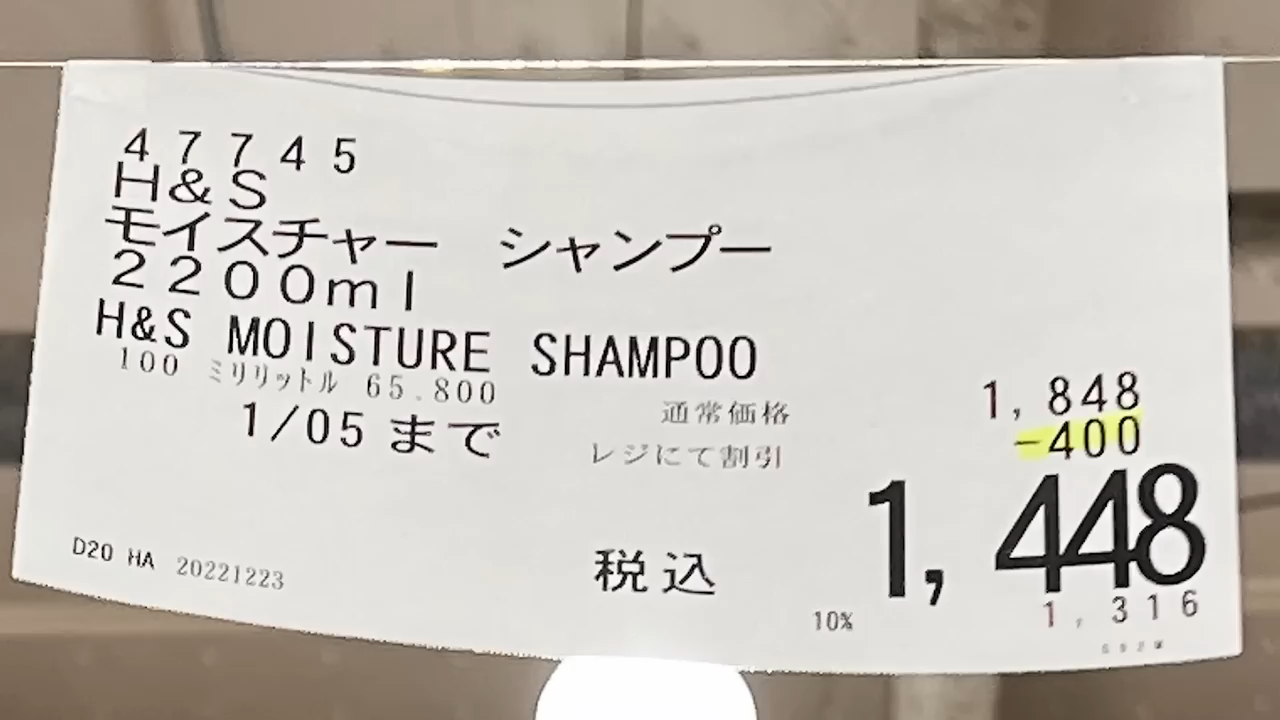 ４７７４５
Ｈ＆Ｓ
モイスチャー　シャンプー
２２００ｍｌ
H&S MOISTURE SHAMPOO
100 ミリリットル 65.800
1/05 まで
通常価格 1,848
レジにて割引 -400
税込 1,448
10% 1,316
D20 HA 20221223